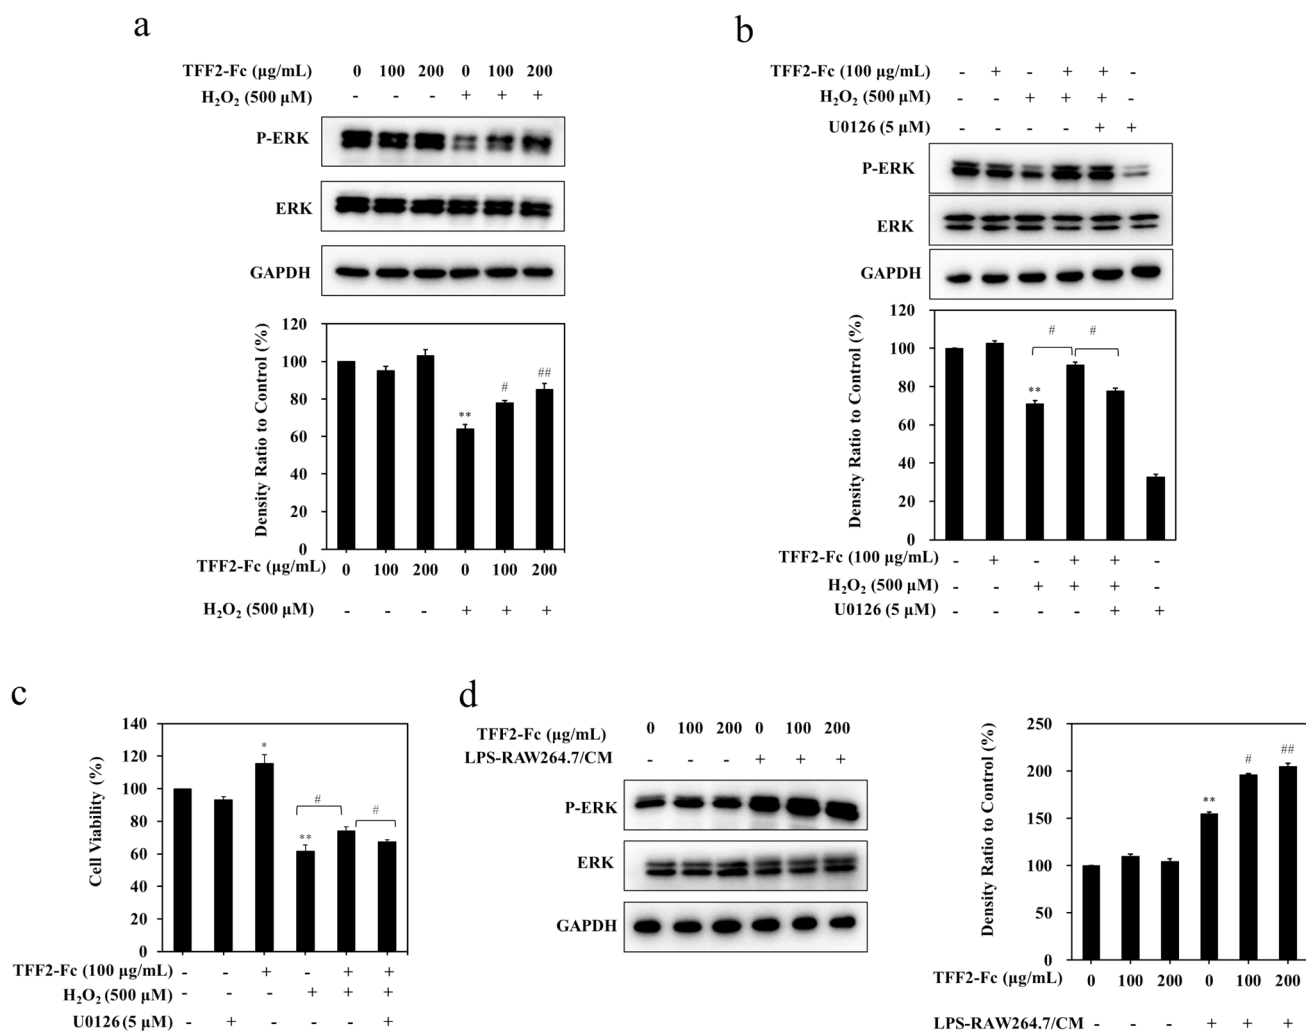 a
TFF2-Fc (µg/mL) 0 100 200 0 100 200
H₂O₂ (500 µM) - - - + + +
P-ERK
ERK
GAPDH
Density Ratio to Control (%)
120
100
80
60
40
20
0
** # ##
TFF2-Fc (µg/mL) 0 100 200 0 100 200
H₂O₂ (500 µM) - - - + + +
b
TFF2-Fc (100 µg/mL) - + - + + -
H₂O₂ (500 µM) - - + + + -
U0126 (5 µM) - - - - + +
P-ERK
ERK
GAPDH
Density Ratio to Control (%)
120
100
80
60
40
20
0
** # #
TFF2-Fc (100 µg/mL) - + - + + -
H₂O₂ (500 µM) - - + + + -
U0126 (5 µM) - - - - + +
c
Cell Viability (%)
140
120
100
80
60
40
20
0
* ** # #
TFF2-Fc (100 µg/mL) - - + - + +
H₂O₂ (500 µM) - - - + + +
U0126 (5 µM) - + - - - +
d
TFF2-Fc (µg/mL) 0 100 200 0 100 200
LPS-RAW264.7/CM - - - + + +
P-ERK
ERK
GAPDH
Density Ratio to Control (%)
250
200
150
100
50
0
** # ##
TFF2-Fc (µg/mL) 0 100 200 0 100 200
LPS-RAW264.7/CM - - - + + +